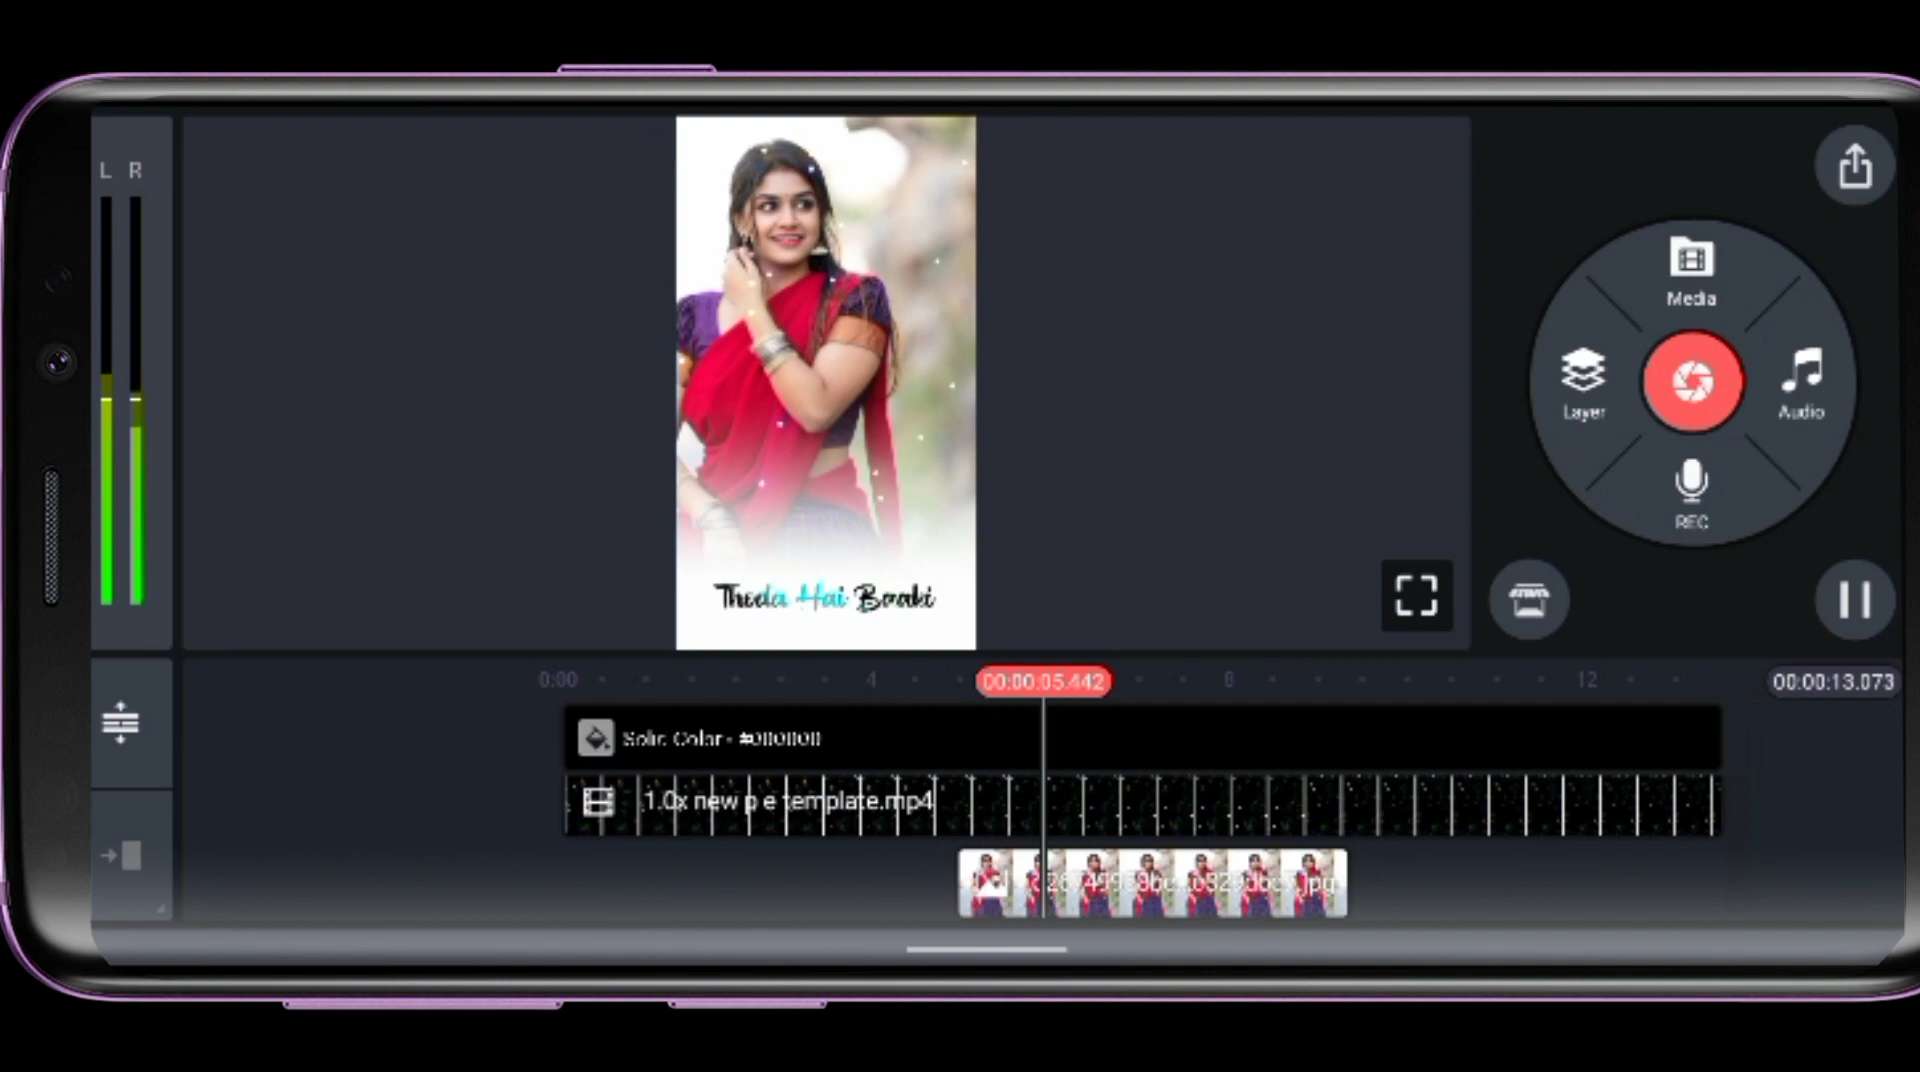 L R
Media
Layer
Audio
REC
Thoda Hai Baaki
0:00 4 00:00:05.442 8 12 00:00:13.073
Solid Color - #000000
1.0x new p e template.mp4
.jpg